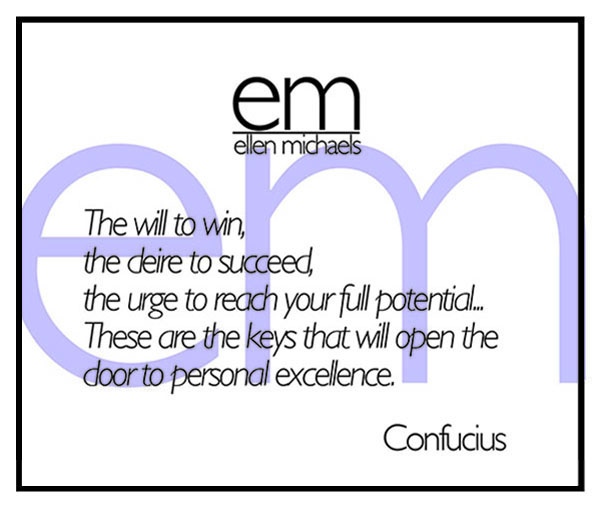 em
ellen michaels
em
The will to win,
the deire to succeed,
the urge to reach your full potential...
These are the keys that will open the
door to personal excellence.
Confucius